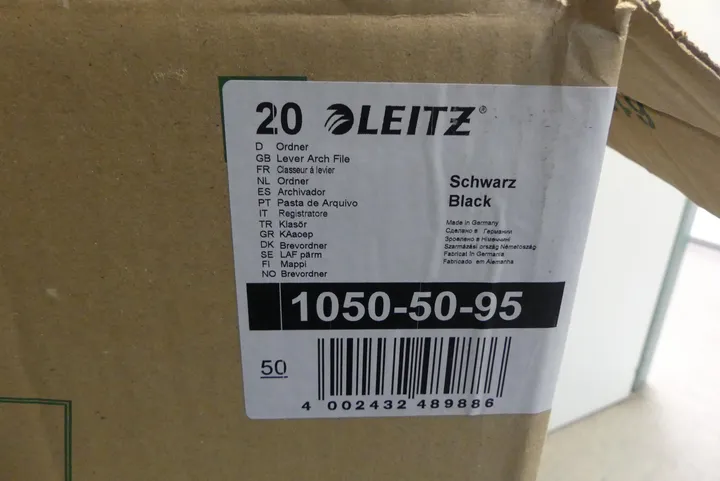 20 LEITZ®
D Ordner
GB Lever Arch File
FR Classeur à levier
NL Ordner
ES Archivador
PT Pasta de Arquivo
IT Registratore
TR Klasör
GR KAacep
DK Brevordner
SE LAF pärm
FI Mappi
NO Brevordner
Schwarz
Black
Made in Germany
Сделано в Германии
Зроблено в Німеччині
Származási ország Németoszág
Fabricat în Germania
Fabricado em Alemanha
1050-50-95
50
4 002432 489886